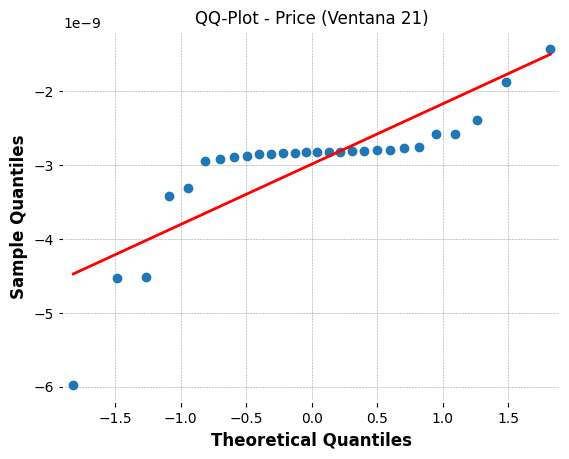 QQ-Plot - Price (Ventana 21)
1e−9
−2
−3
−4
−5
−6
Sample Quantiles
−1.5 −1.0 −0.5 0.0 0.5 1.0 1.5
Theoretical Quantiles